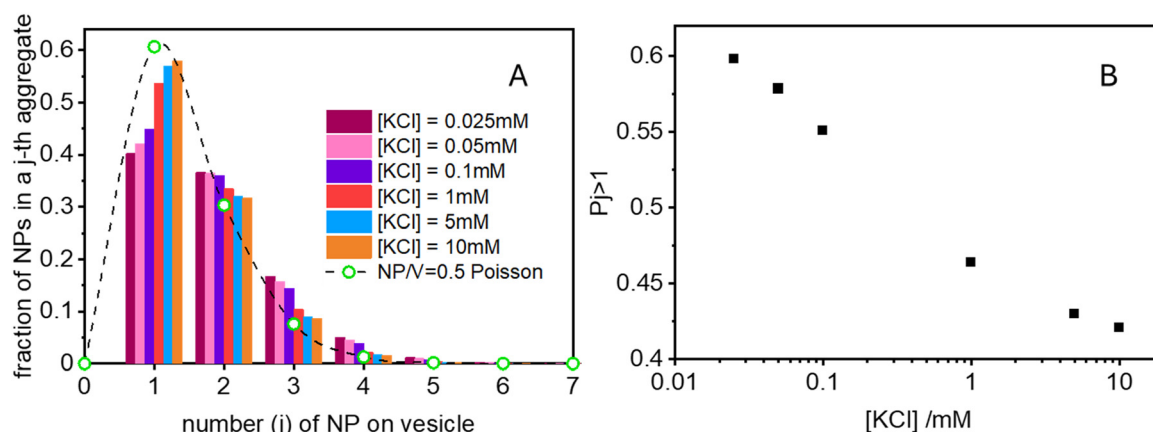 fraction of NPs in a j-th aggregate
0.6
0.5
0.4
0.3
0.2
0.1
0
0 1 2 3 4 5 6 7
number (j) of NP on vesicle
A
[KCl] = 0.025mM
[KCl] = 0.05mM
[KCl] = 0.1mM
[KCl] = 1mM
[KCl] = 5mM
[KCl] = 10mM
NP/V=0.5 Poisson
Pj>1
0.6
0.55
0.5
0.45
0.4
0.01 0.1 1 10
[KCl] /mM
B